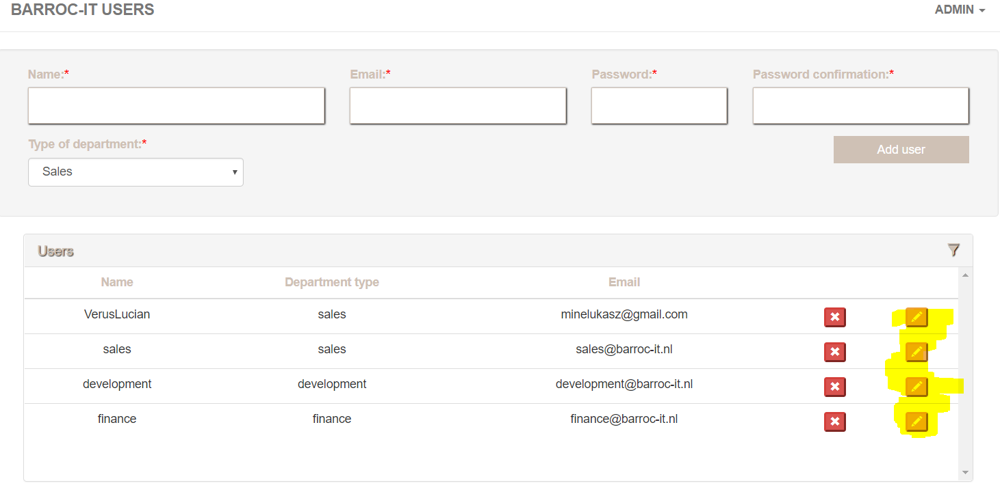 BARROC-IT USERS ADMIN
Name:* Email:* Password:* Password confirmation:*
Type of department:* Add user
Sales
Users
Name Department type Email
VerusLucian sales minelukasz@gmail.com
sales sales sales@barroc-it.nl
development development development@barroc-it.nl
finance finance finance@barroc-it.nl